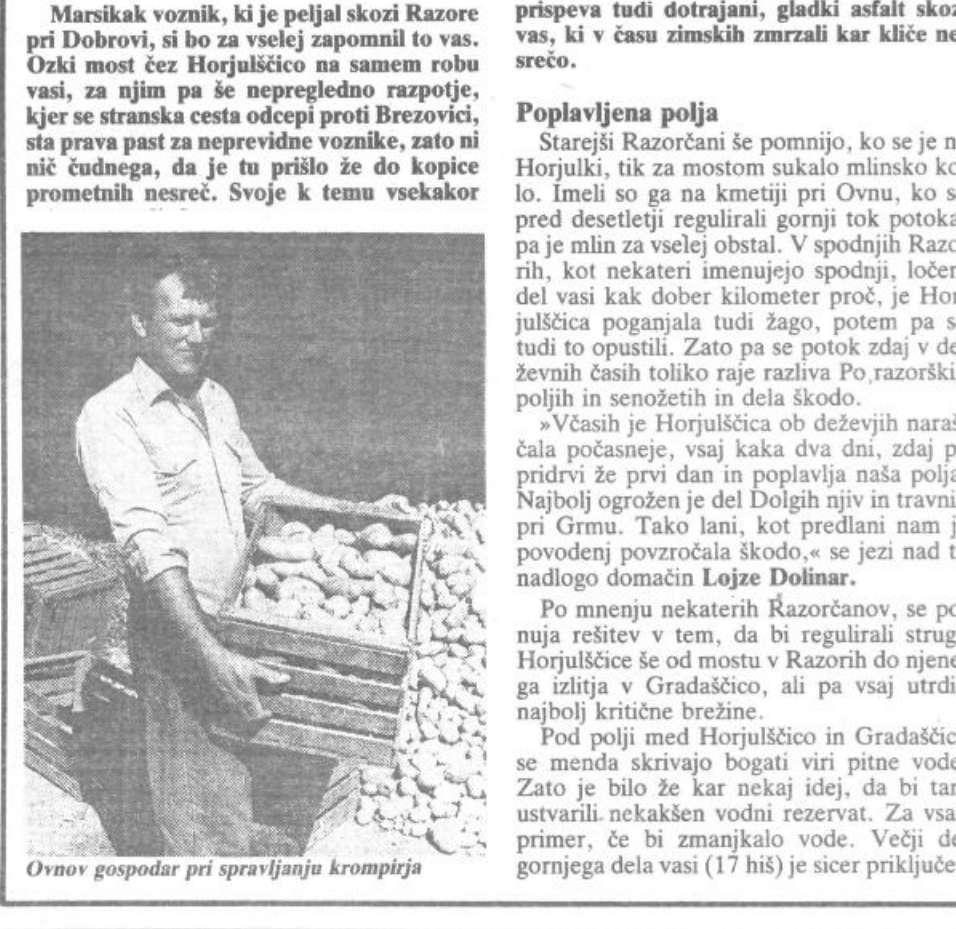 Marsikak voznik, ki je peljal skozi Razore
pri Dobrovi, si bo za vselej zapomnil to vas.
Ozki most čez Horjulščico na samem robu
vasi, za njim pa še nepregledno razpotje,
kjer se stranska cesta odcepi proti Brezovici,
sta prava past za neprevidne voznike, zato ni
nič čudnega, da je tu prišlo že do kopice
prometnih nesreč. Svoje k temu vsekakor
Ovnov gospodar pri spravljanju krompirja
prispeva tudi dotrajani, gladki asfalt skoz
vas, ki v času zimskih zmrzali kar kliče ne
srečo.
Poplavljena polja
Starejši Razorčani še pomnijo, ko se je n
Horjulki, tik za mostom sukalo mlinsko ko
lo. Imeli so ga na kmetiji pri Ovnu, ko s
pred desetletji regulirali gornji tok potoka
pa je mlin za vselej obstal. V spodnjih Razo
rih, kot nekateri imenujejo spodnji, ločen
del vasi kak dober kilometer proč, je Hor
julščica poganjala tudi žago, potem pa s
tudi to opustili. Zato pa se potok zdaj v de
ževnih časih toliko raje razliva Po razorški
poljih in senožetih in dela škodo.
»Včasih je Horjulščica ob deževjih naraš
čala počasneje, vsaj kaka dva dni, zdaj p
pridrvi že prvi dan in poplavlja naša polja
Najbolj ogrožen je del Dolgih njiv in travni
pri Grmu. Tako lani, kot predlani nam j
povodenj povzročala škodo,« se jezi nad t
nadlogo domačin Lojze Dolinar.
Po mnenju nekaterih Razorčanov, se po
nuja rešitev v tem, da bi regulirali strug
Horjulščice še od mostu v Razorih do njene
ga izlitja v Gradaščico, ali pa vsaj utrdi
najbolj kritične brežine.
Pod polji med Horjulščico in Gradaščic
se menda skrivajo bogati viri pitne vode
Zato je bilo že kar nekaj idej, da bi tam
ustvarili nekakšen vodni rezervat. Za vsa
primer, če bi zmanjkalo vode. Večji de
gornjega dela vasi (17 hiš) je sicer priključe